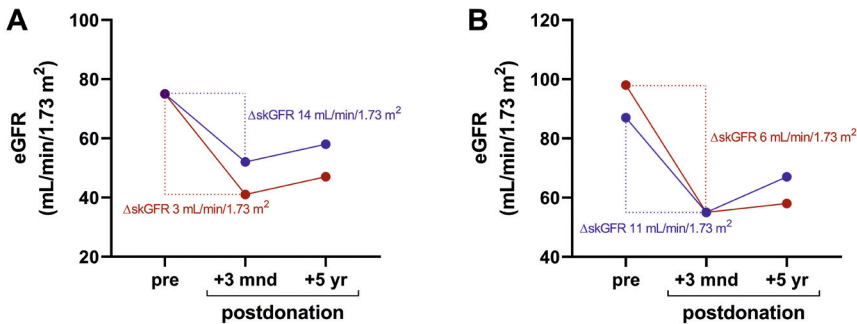 A
eGFR
(mL/min/1.73 m²)
100
80
60
40
20
ΔskGFR 14 mL/min/1.73 m²
ΔskGFR 3 mL/min/1.73 m²
pre
+3 mnd
+5 yr
postdonation
B
eGFR
(mL/min/1.73 m²)
120
100
80
60
40
ΔskGFR 6 mL/min/1.73 m²
ΔskGFR 11 mL/min/1.73 m²
pre
+3 mnd
+5 yr
postdonation